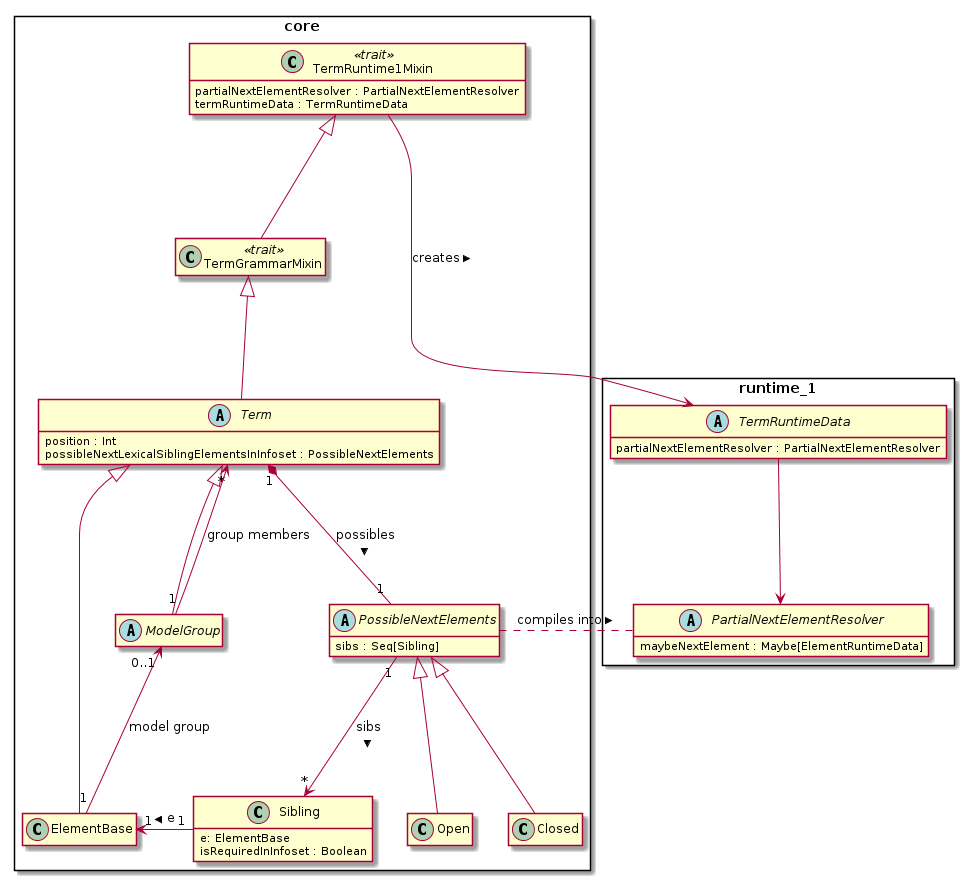 core
C
«trait»
TermRuntime1Mixin
partialNextElementResolver : PartialNextElementResolver
termRuntimeData : TermRuntimeData
creates ▶
C
«trait»
TermGrammarMixin
runtime_1
A TermRuntimeData
partialNextElementResolver : PartialNextElementResolver
A Term
position : Int
possibleNextLexicalSiblingElementsInInfoset : PossibleNextElements
*
1
group members
possibles
▼
1
1
A ModelGroup
A PossibleNextElements
sibs : Seq[Sibling]
compiles into ▶
A PartialNextElementResolver
maybeNextElement : Maybe[ElementRuntimeData]
0..1
1
model group
sibs
▼
1
*
C ElementBase
1 ◀ e 1
C Sibling
e: ElementBase
isRequiredInInfoset : Boolean
C Open
C Closed